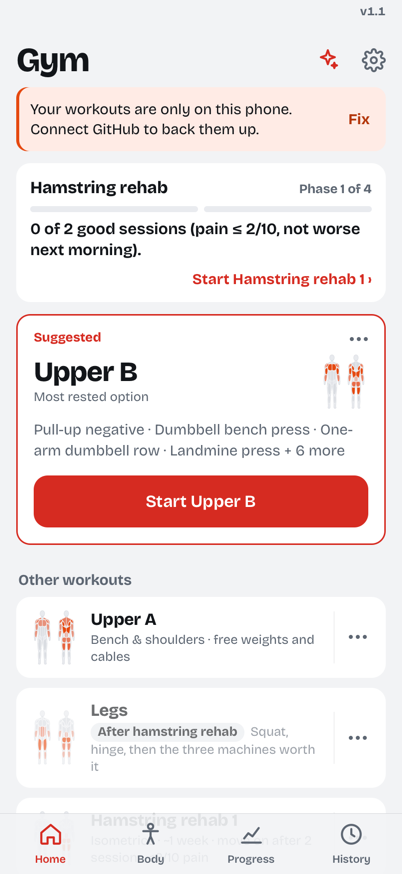 v1.1
Gym
Your workouts are only on this phone.
Connect GitHub to back them up.
Fix
Hamstring rehab
Phase 1 of 4
0 of 2 good sessions (pain ≤ 2/10, not worse
next morning).
Start Hamstring rehab 1 ›
Suggested
Upper B
Most rested option
Pull-up negative · Dumbbell bench press · One-
arm dumbbell row · Landmine press + 6 more
Start Upper B
Other workouts
Upper A
Bench & shoulders · free weights and
cables
Legs
After hamstring rehab Squat,
hinge, then the three machines worth
it
Hamstring rehab 1
Home
Body
Progress
History